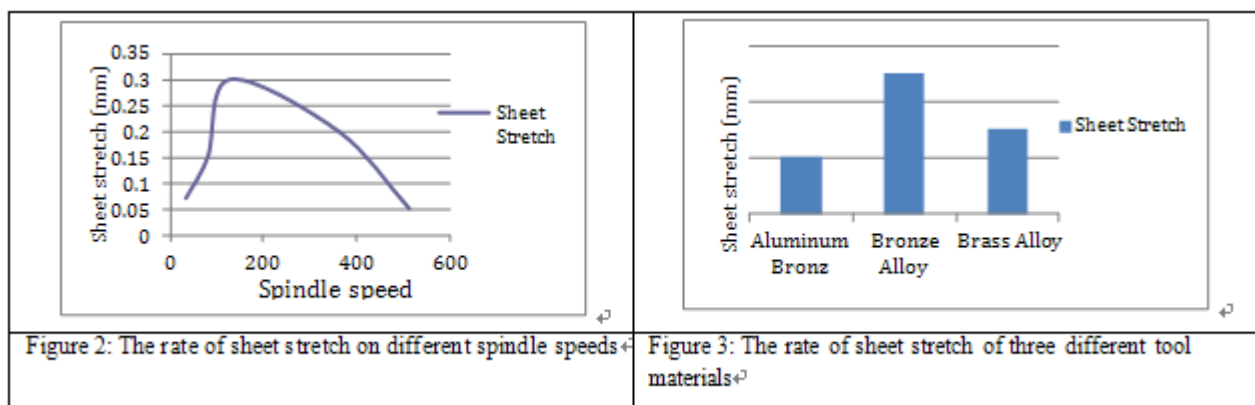 0.35
0.3
0.25
0.2
0.15
0.1
0.05
0
Sheet stretch (mm)
0
200
400
600
Spindle speed
Sheet
Stretch
Figure 2: The rate of sheet stretch on different spindle speeds
Sheet stretch (mm)
Aluminum
Bronz
Bronze
Alloy
Brass Alloy
Sheet Stretch
Figure 3: The rate of sheet stretch of three different tool
materials